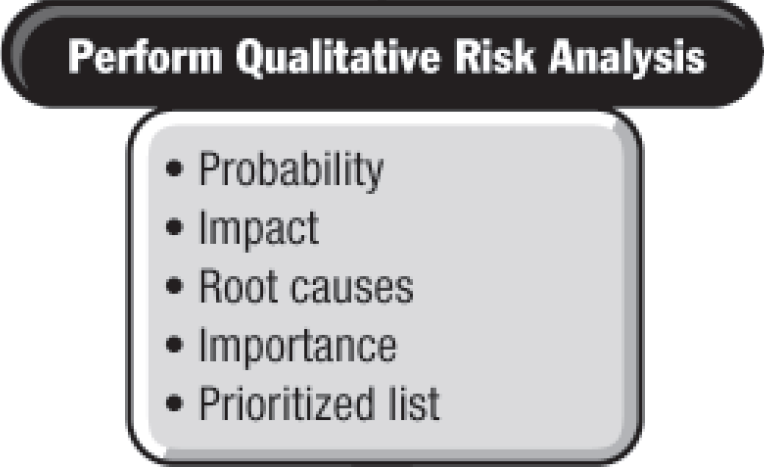 Perform Qualitative Risk Analysis
• Probability
• Impact
• Root causes
• Importance
• Prioritized list